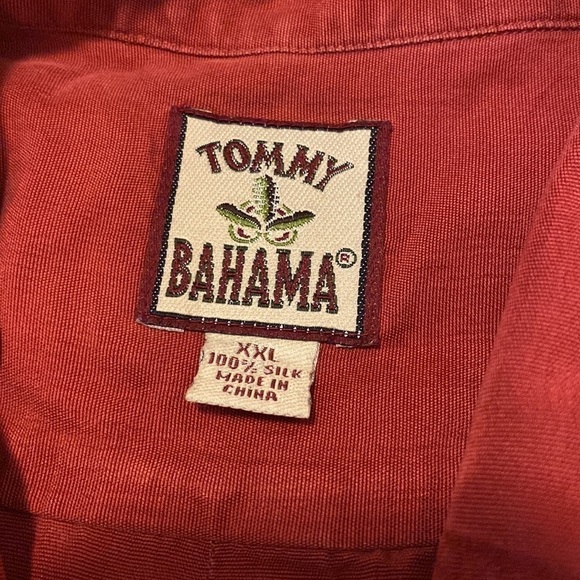 TOMMY
BAHAMA®
XXL
100% SILK
MADE IN
CHINA